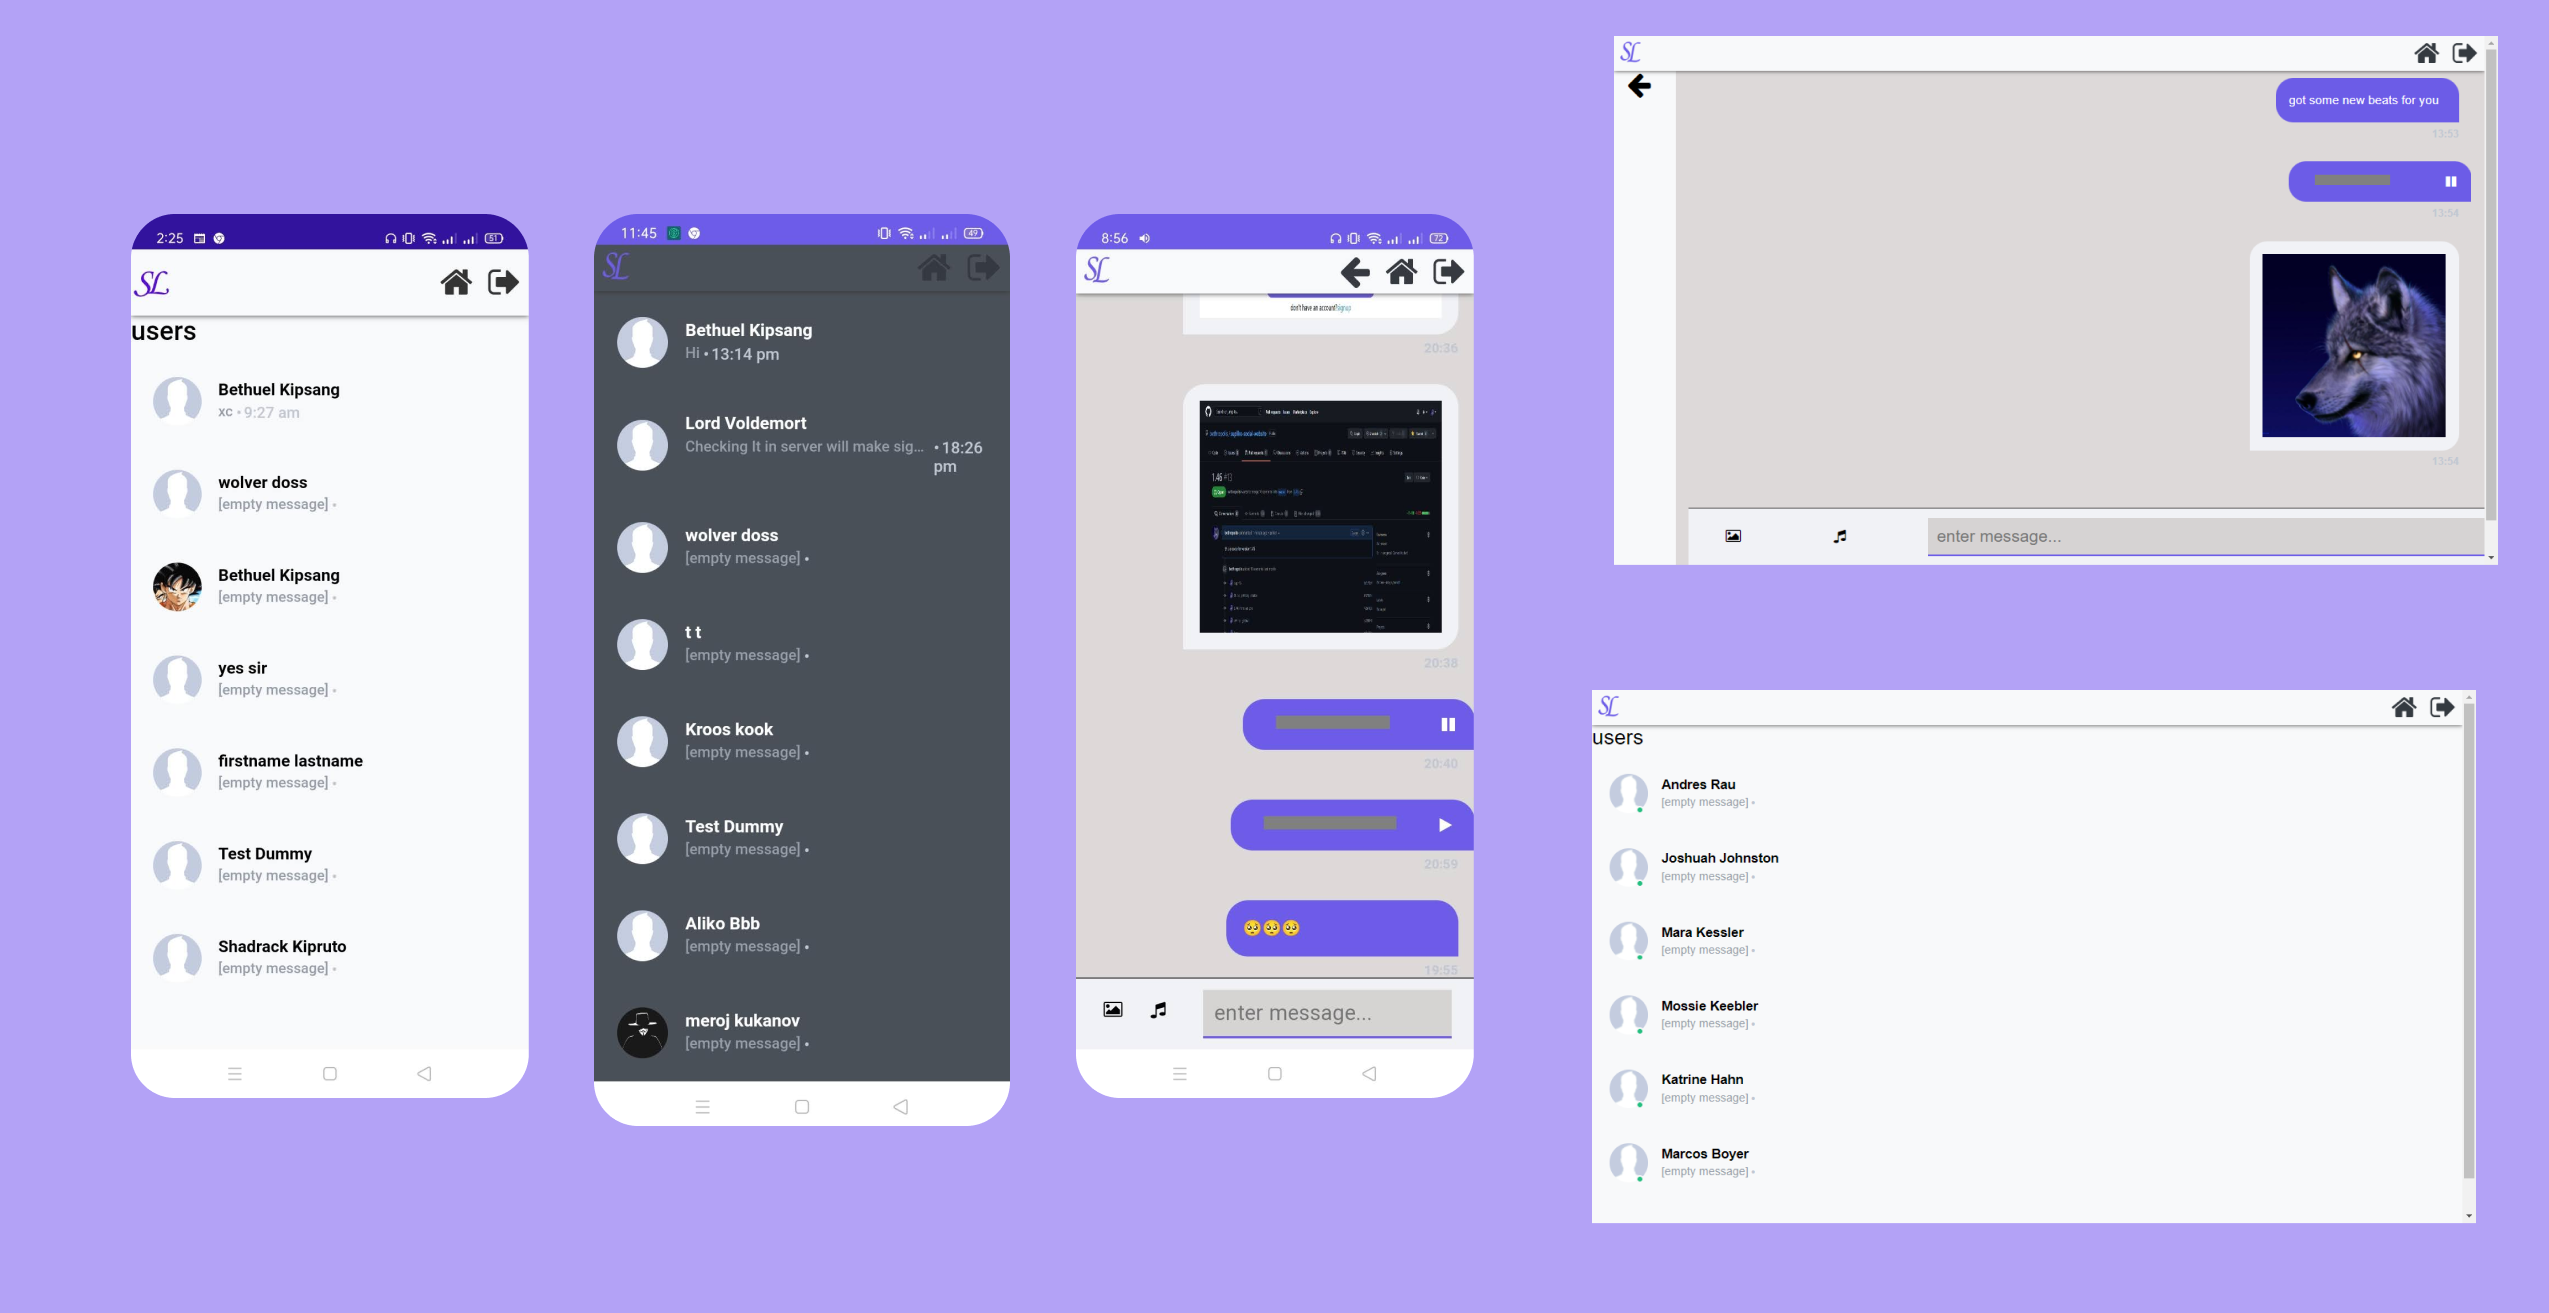 2:25
51
SL
users
Bethuel Kipsang
xc • 9:27 am
wolver doss
[empty message] •
Bethuel Kipsang
[empty message] •
yes sir
[empty message] •
firstname lastname
[empty message] •
Test Dummy
[empty message] •
Shadrack Kipruto
[empty message] •
11:45
49
SL
Bethuel Kipsang
Hi • 13:14 pm
Lord Voldemort
Checking It in server will make sig... • 18:26
pm
wolver doss
[empty message] •
t t
[empty message] •
Kroos kook
[empty message] •
Test Dummy
[empty message] •
Aliko Bbb
[empty message] •
meroj kukanov
[empty message] •
8:56
72
SL
don't have an account?signup
20:36
20:38
20:40
20:59
🥺🥺🥺
19:55
enter message...
SL
got some new beats for you
13:53
13:54
13:54
enter message...
SL
users
Andres Rau
[empty message] •
Joshuah Johnston
[empty message] •
Mara Kessler
[empty message] •
Mossie Keebler
[empty message] •
Katrine Hahn
[empty message] •
Marcos Boyer
[empty message] •